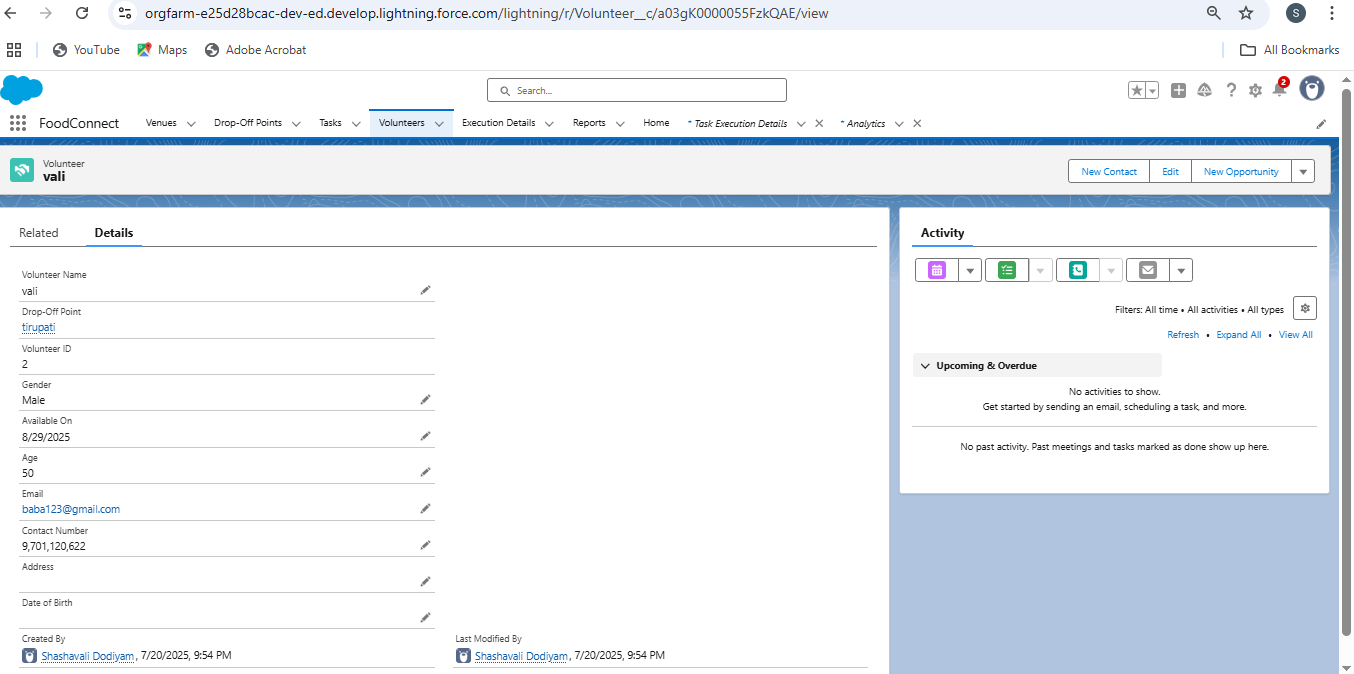 orgfarm-e25d28bcac-dev-ed.develop.lightning.force.com/lightning/r/Volunteer__c/a03gK0000055FzkQAE/view
S
YouTube Maps Adobe Acrobat All Bookmarks
Search...
2
FoodConnect Venues Drop-Off Points Tasks Volunteers Execution Details Reports Home * Task Execution Details * Analytics
Volunteer
vali
New Contact Edit New Opportunity
Related Details
Volunteer Name
vali
Drop-Off Point
tirupati
Volunteer ID
2
Gender
Male
Available On
8/29/2025
Age
50
Email
baba123@gmail.com
Contact Number
9,701,120,622
Address
Date of Birth
Created By
Shashavali Dodiyam, 7/20/2025, 9:54 PM
Last Modified By
Shashavali Dodiyam, 7/20/2025, 9:54 PM
Activity
Filters: All time • All activities • All types
Refresh • Expand All • View All
Upcoming & Overdue
No activities to show.
Get started by sending an email, scheduling a task, and more.
No past activity. Past meetings and tasks marked as done show up here.